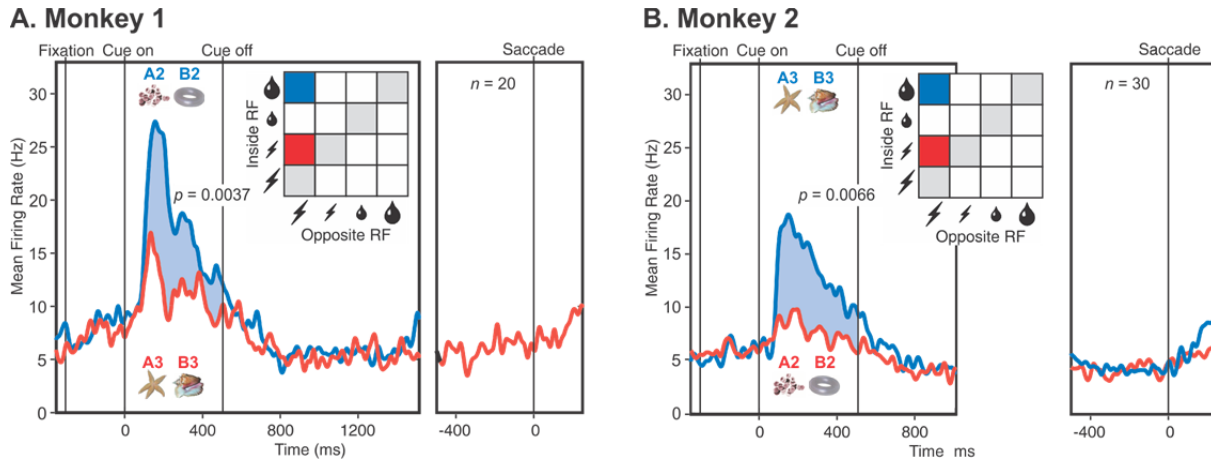 A. Monkey 1
Fixation Cue on Cue off Saccade
A2 B2
n = 20
p = 0.0037
Inside RF
Opposite RF
A3 B3
Mean Firing Rate (Hz)
30
25
20
15
10
5
0
0 400 800 1200
-400 0
Time (ms)
B. Monkey 2
Fixation Cue on Cue off Saccade
A3 B3
n = 30
p = 0.0066
Inside RF
Opposite RF
A2 B2
Mean Firing Rate (Hz)
30
25
20
15
10
5
0
0 400 800
-400 0
Time ms